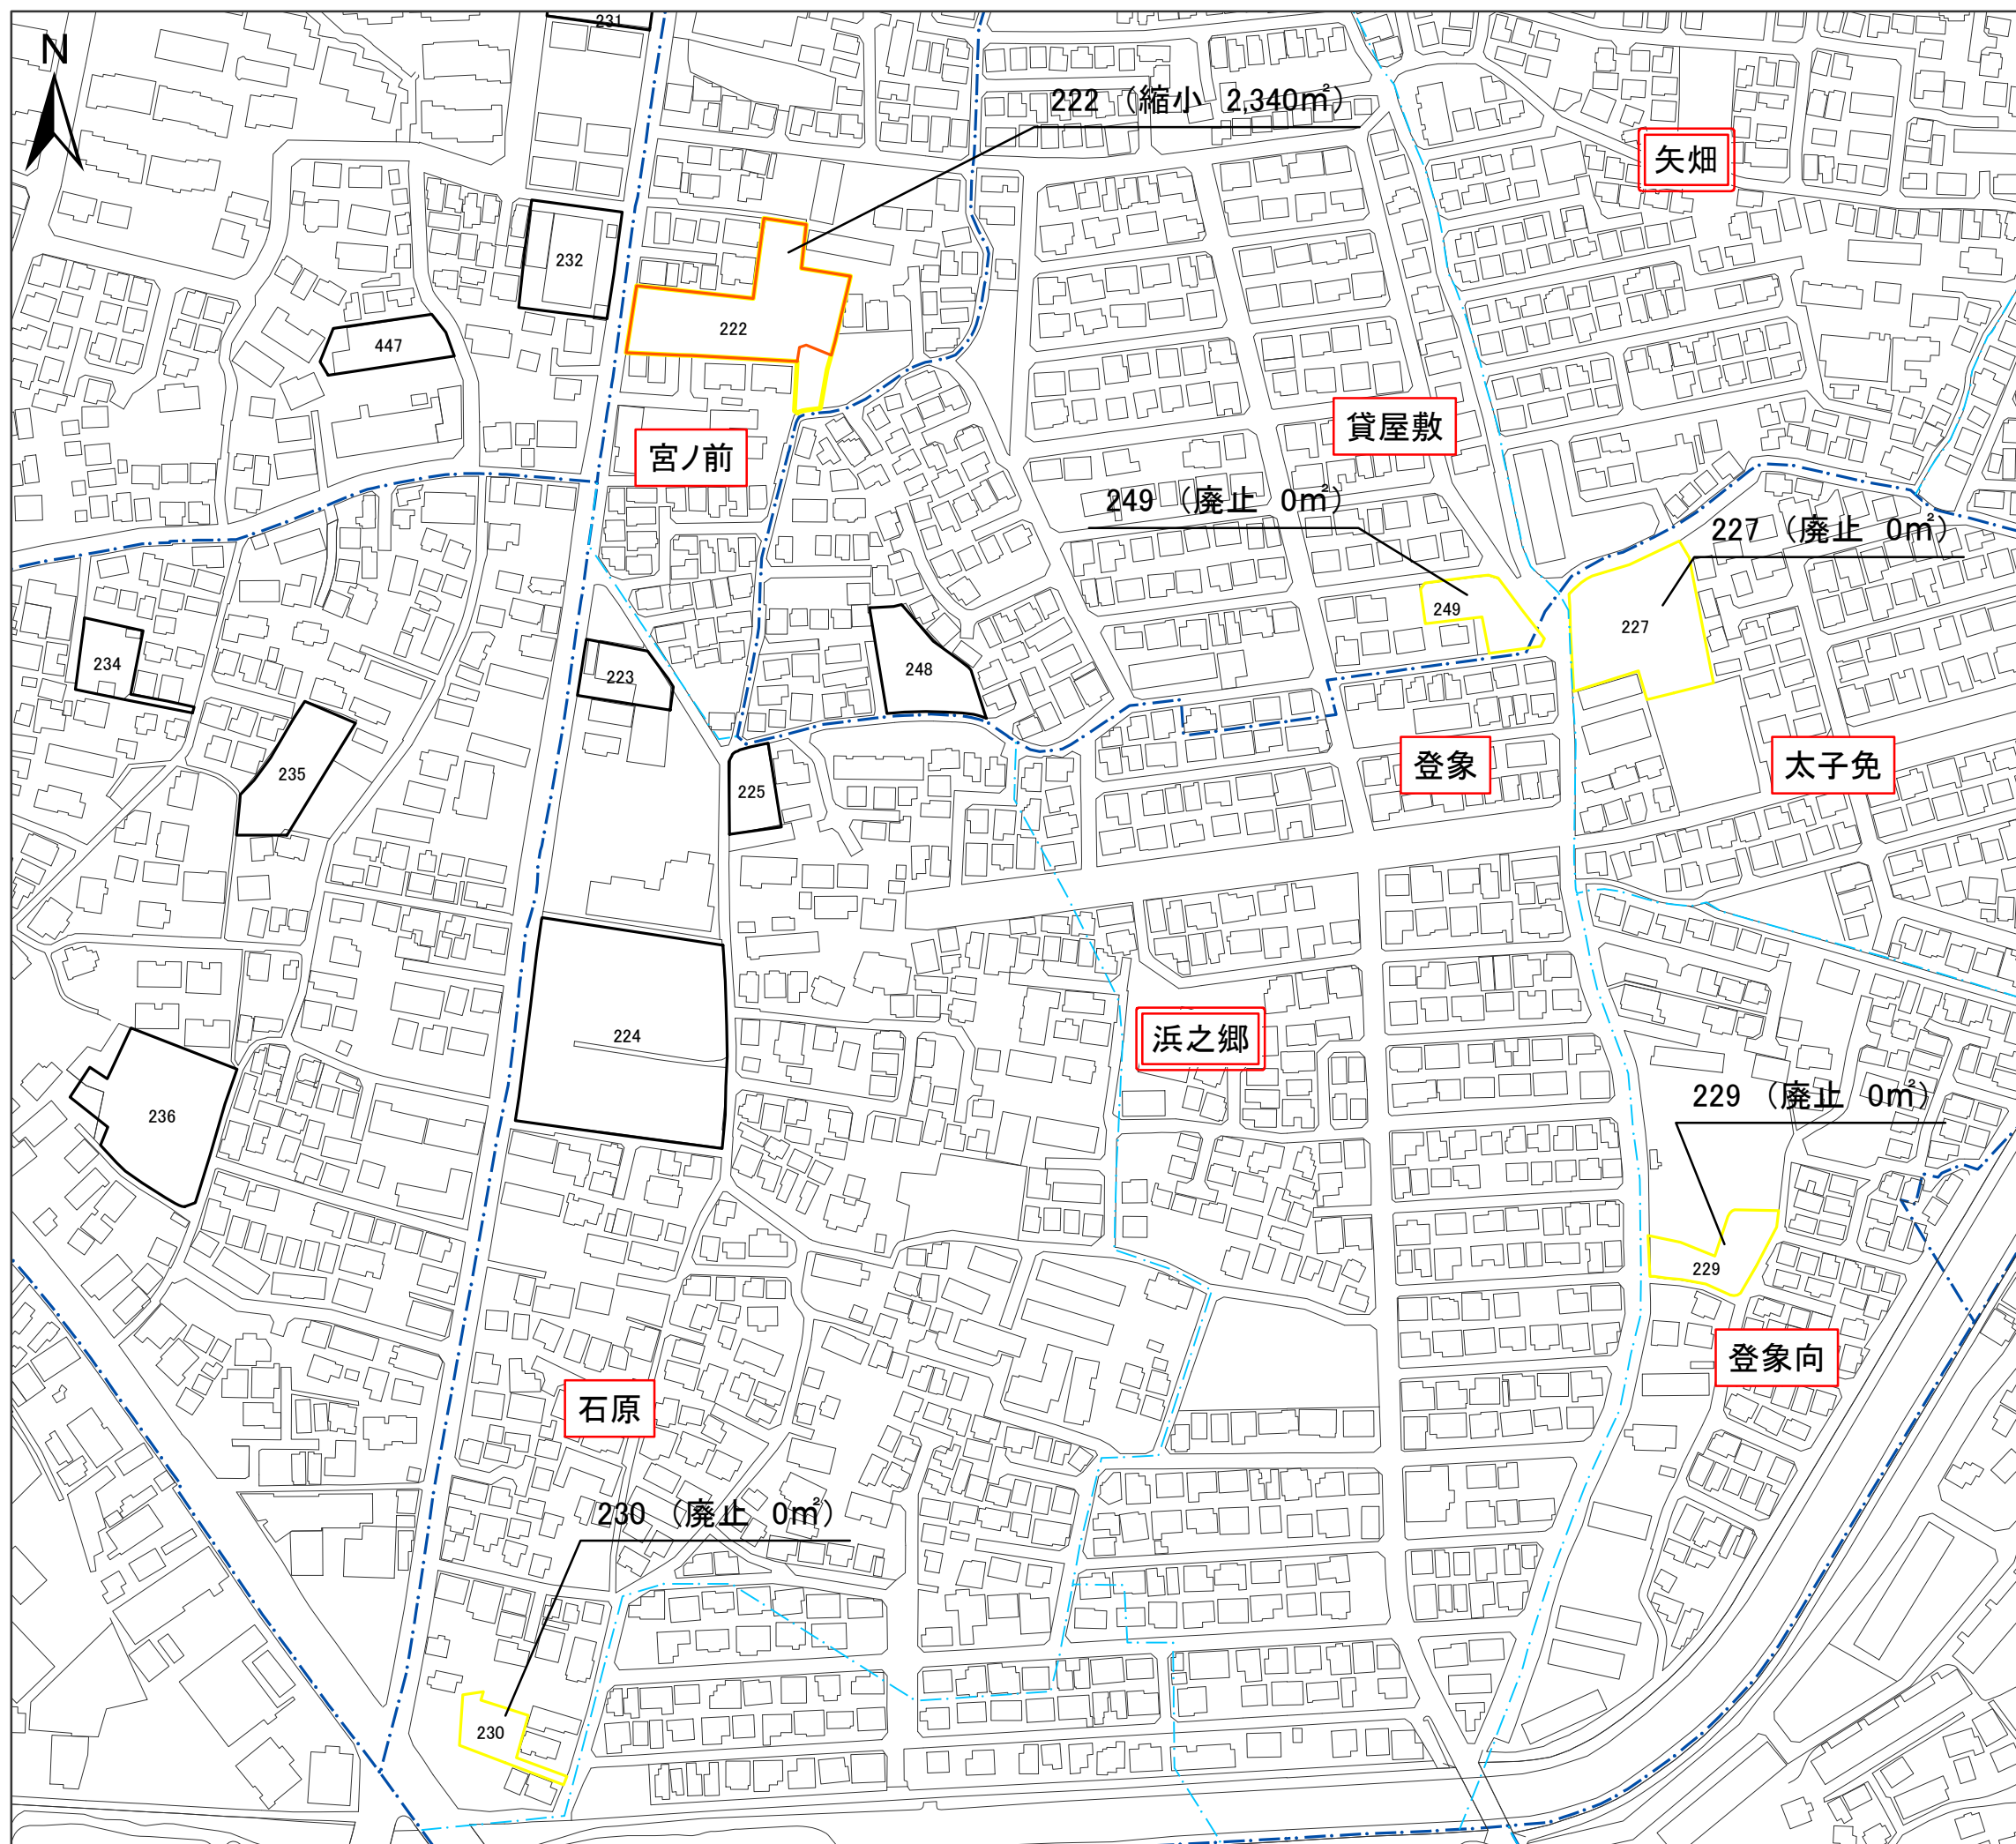 231
N
222 （縮小 2,340㎡）
矢畑
232
222
447
貸屋敷
宮ノ前
249 （廃止 0㎡）
227 （廃止 0㎡）
249
227
234
223
248
235
225
登象
太子免
224
浜之郷
236
229 （廃止 0㎡）
229
登象向
石原
230 （廃止 0㎡）
230